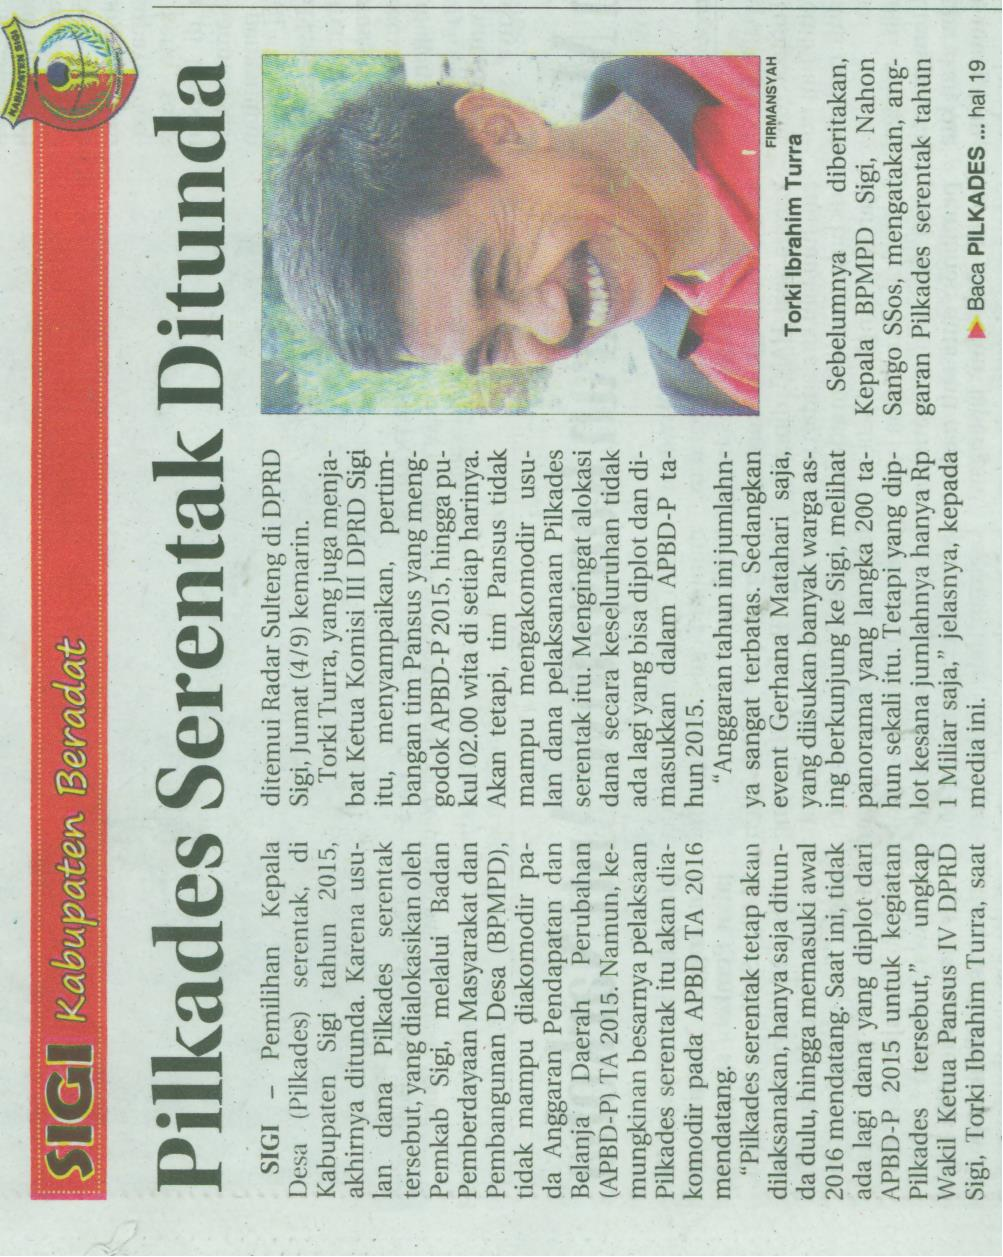 KABUPATEN SIGI
SIGI Kabupaten Beradat
Pilkades Serentak Ditunda
SIGI – Pemilihan Kepala
Desa (Pilkades) serentak, di
Kabupaten Sigi tahun 2015,
akhirnya ditunda. Karena usu-
lan dana Pilkades serentak
tersebut, yang dialokasikan oleh
Pemkab Sigi, melalui Badan
Pemberdayaan Masyarakat dan
Pembangunan Desa (BPMPD),
tidak mampu diakomodir pa-
da Anggaran Pendapatan dan
Belanja Daerah Perubahan
(APBD-P) TA 2015. Namun, ke-
mungkinan besarnya pelaksaan
Pilkades serentak itu akan dia-
komodir pada APBD TA 2016
mendatang.
“Pilkades serentak tetap akan
dilaksanakan, hanya saja ditun-
da dulu, hingga memasuki awal
2016 mendatang. Saat ini, tidak
ada lagi dana yang diplot dari
APBD-P 2015 untuk kegiatan
Pilkades tersebut,” ungkap
Wakil Ketua Pansus IV DPRD
Sigi, Torki Ibrahim Turra, saat
ditemui Radar Sulteng di DPRD
Sigi, Jumat (4/9) kemarin.
Torki Turra, yang juga menja-
bat Ketua Komisi III DPRD Sigi
itu, menyampaikan, pertim-
bangan tim Pansus yang meng-
godok APBD-P 2015, hingga pu-
kul 02.00 wita di setiap harinya.
Akan tetapi, tim Pansus tidak
mampu mengakomodir usu-
lan dana pelaksanaan Pilkades
serentak itu. Mengingat alokasi
dana secara keseluruhan tidak
ada lagi yang bisa diplot dan di-
masukkan dalam APBD-P ta-
hun 2015.
“Anggaran tahun ini jumlahn-
ya sangat terbatas. Sedangkan
event Gerhana Matahari saja,
yang diisukan banyak warga as-
ing berkunjung ke Sigi, melihat
panorama yang langka 200 ta-
hun sekali itu. Tetapi yang dip-
lot kesana jumlahnya hanya Rp
1 Miliar saja,” jelasnya, kepada
media ini.
FIRMANSYAH
Torki Ibrahim Turra
Sebelumnya diberitakan,
Kepala BPMPD Sigi, Nahon
Sango SSos, mengatakan, ang-
garan Pilkades serentak tahun
Baca PILKADES ... hal 19